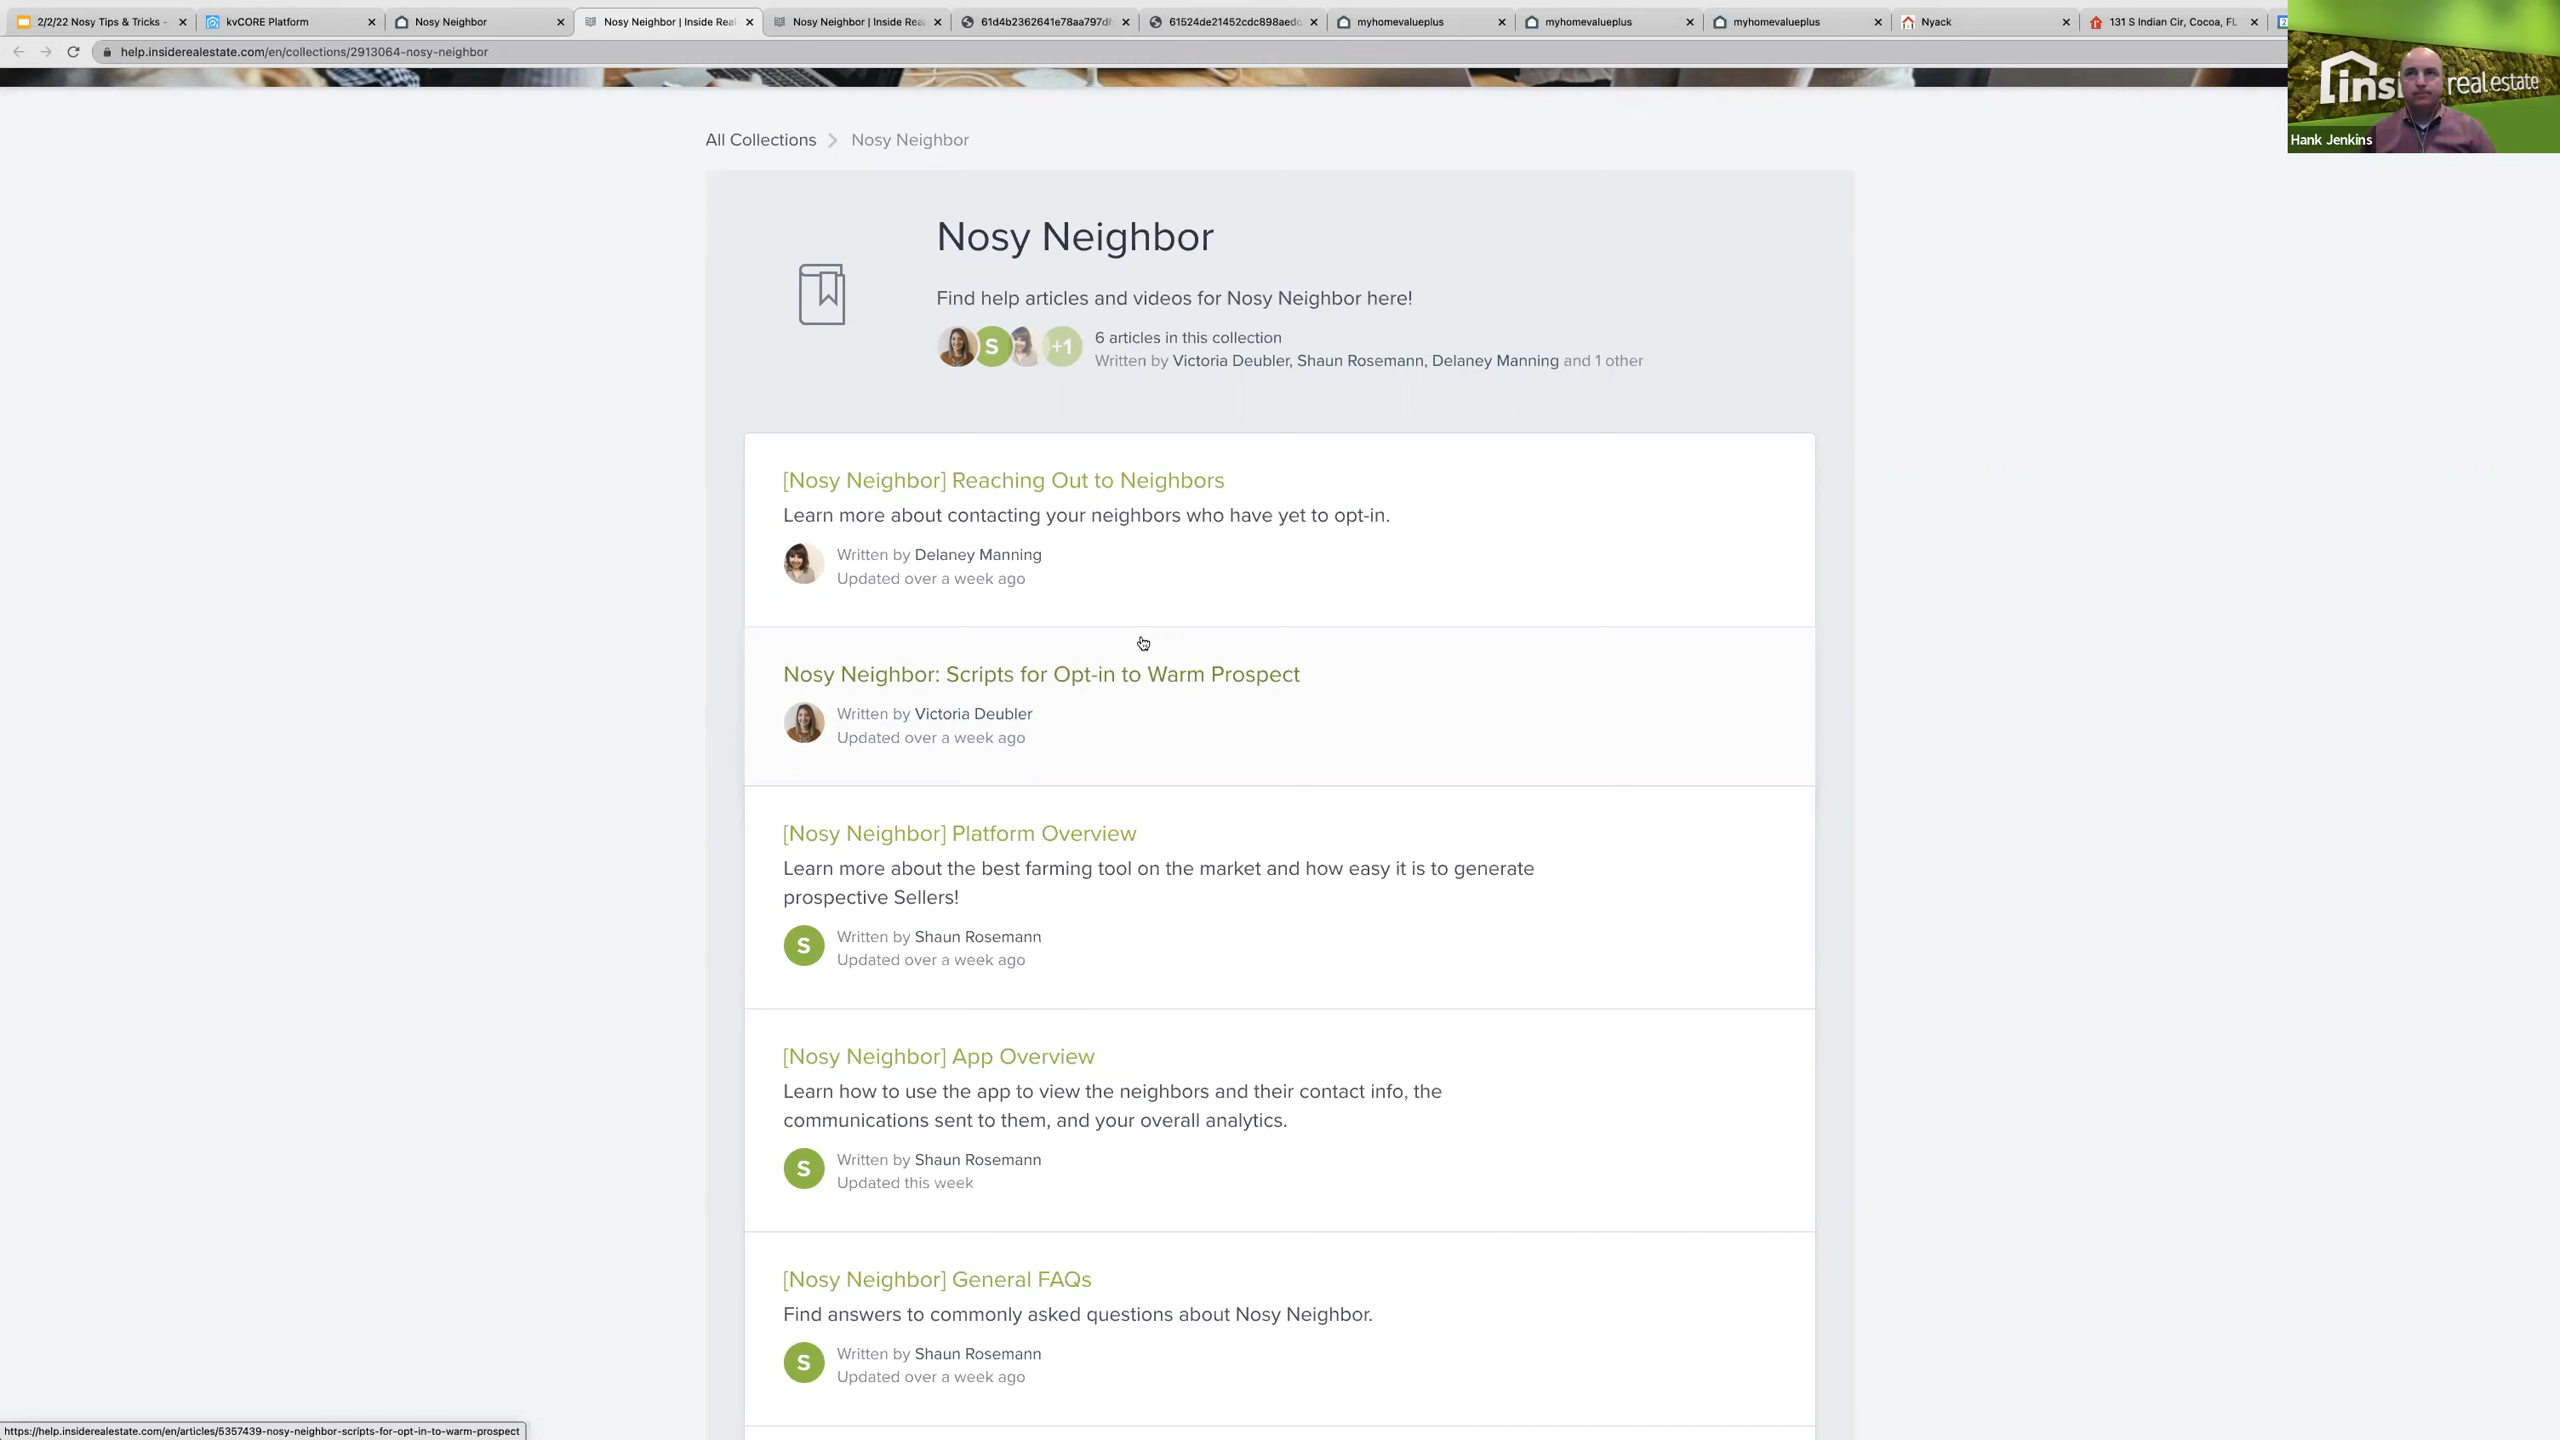 2/2/22 Nosy Tips & Tricks -
kvCORE Platform
Nosy Neighbor
Nosy Neighbor | Inside Real
Nosy Neighbor | Inside Rea
myhomevalueplus
myhomevalueplus
myhomevalueplus
Nyack
131 S Indian Cir, Cocoa, FL
help.insiderealestate.com/en/collections/2913064-nosy-neighbor
real estate
Hank Jenkins
All Collections
Nosy Neighbor
Nosy Neighbor
Find help articles and videos for Nosy Neighbor here!
S
+1
6 articles in this collection
Written by Victoria Deubler, Shaun Rosemann, Delaney Manning and 1 other
[Nosy Neighbor] Reaching Out to Neighbors
Learn more about contacting your neighbors who have yet to opt-in.
Written by Delaney Manning
Updated over a week ago
Nosy Neighbor: Scripts for Opt-in to Warm Prospect
Written by Victoria Deubler
Updated over a week ago
[Nosy Neighbor] Platform Overview
Learn more about the best farming tool on the market and how easy it is to generate
prospective Sellers!
S
Written by Shaun Rosemann
Updated over a week ago
[Nosy Neighbor] App Overview
Learn how to use the app to view the neighbors and their contact info, the
communications sent to them, and your overall analytics.
S
Written by Shaun Rosemann
Updated this week
[Nosy Neighbor] General FAQs
Find answers to commonly asked questions about Nosy Neighbor.
S
Written by Shaun Rosemann
Updated over a week ago
https://help.insiderealestate.com/en/articles/5357439-nosy-neighbor-scripts-for-opt-in-to-warm-prospect